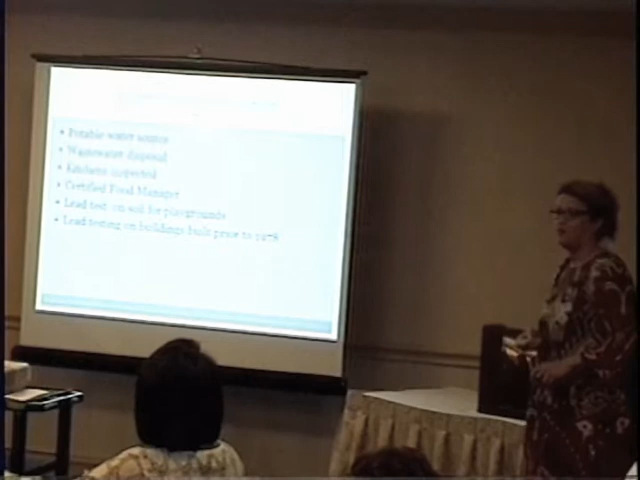 • Potable water source
• Wastewater disposal
• Kitchens inspected
• Certified Food Manager
• Lead test on soil for playgrounds
• Lead testing on buildings built prior to 1978